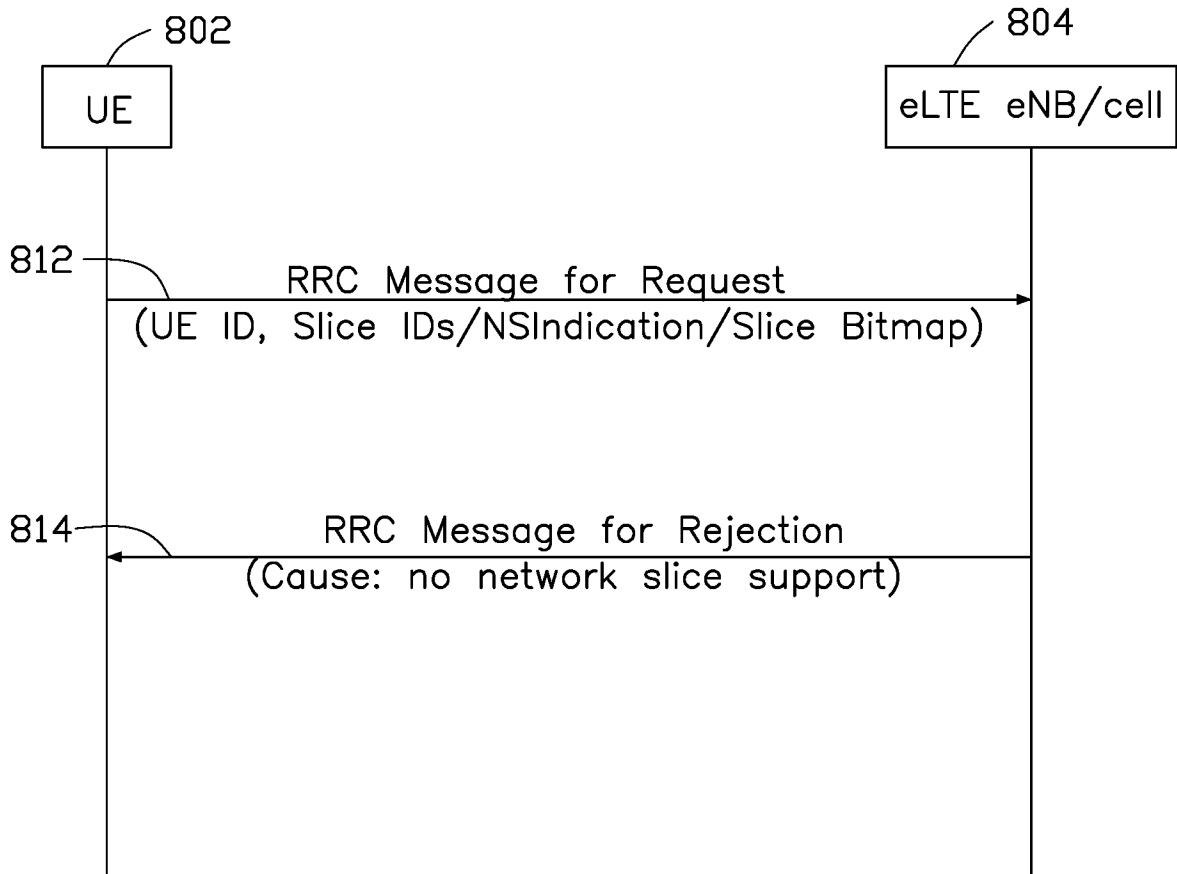 802
804
UE
eLTE eNB/cell
812
RRC Message for Request
(UE ID, Slice IDs/NSIndication/Slice Bitmap)
814
RRC Message for Rejection
(Cause: no network slice support)